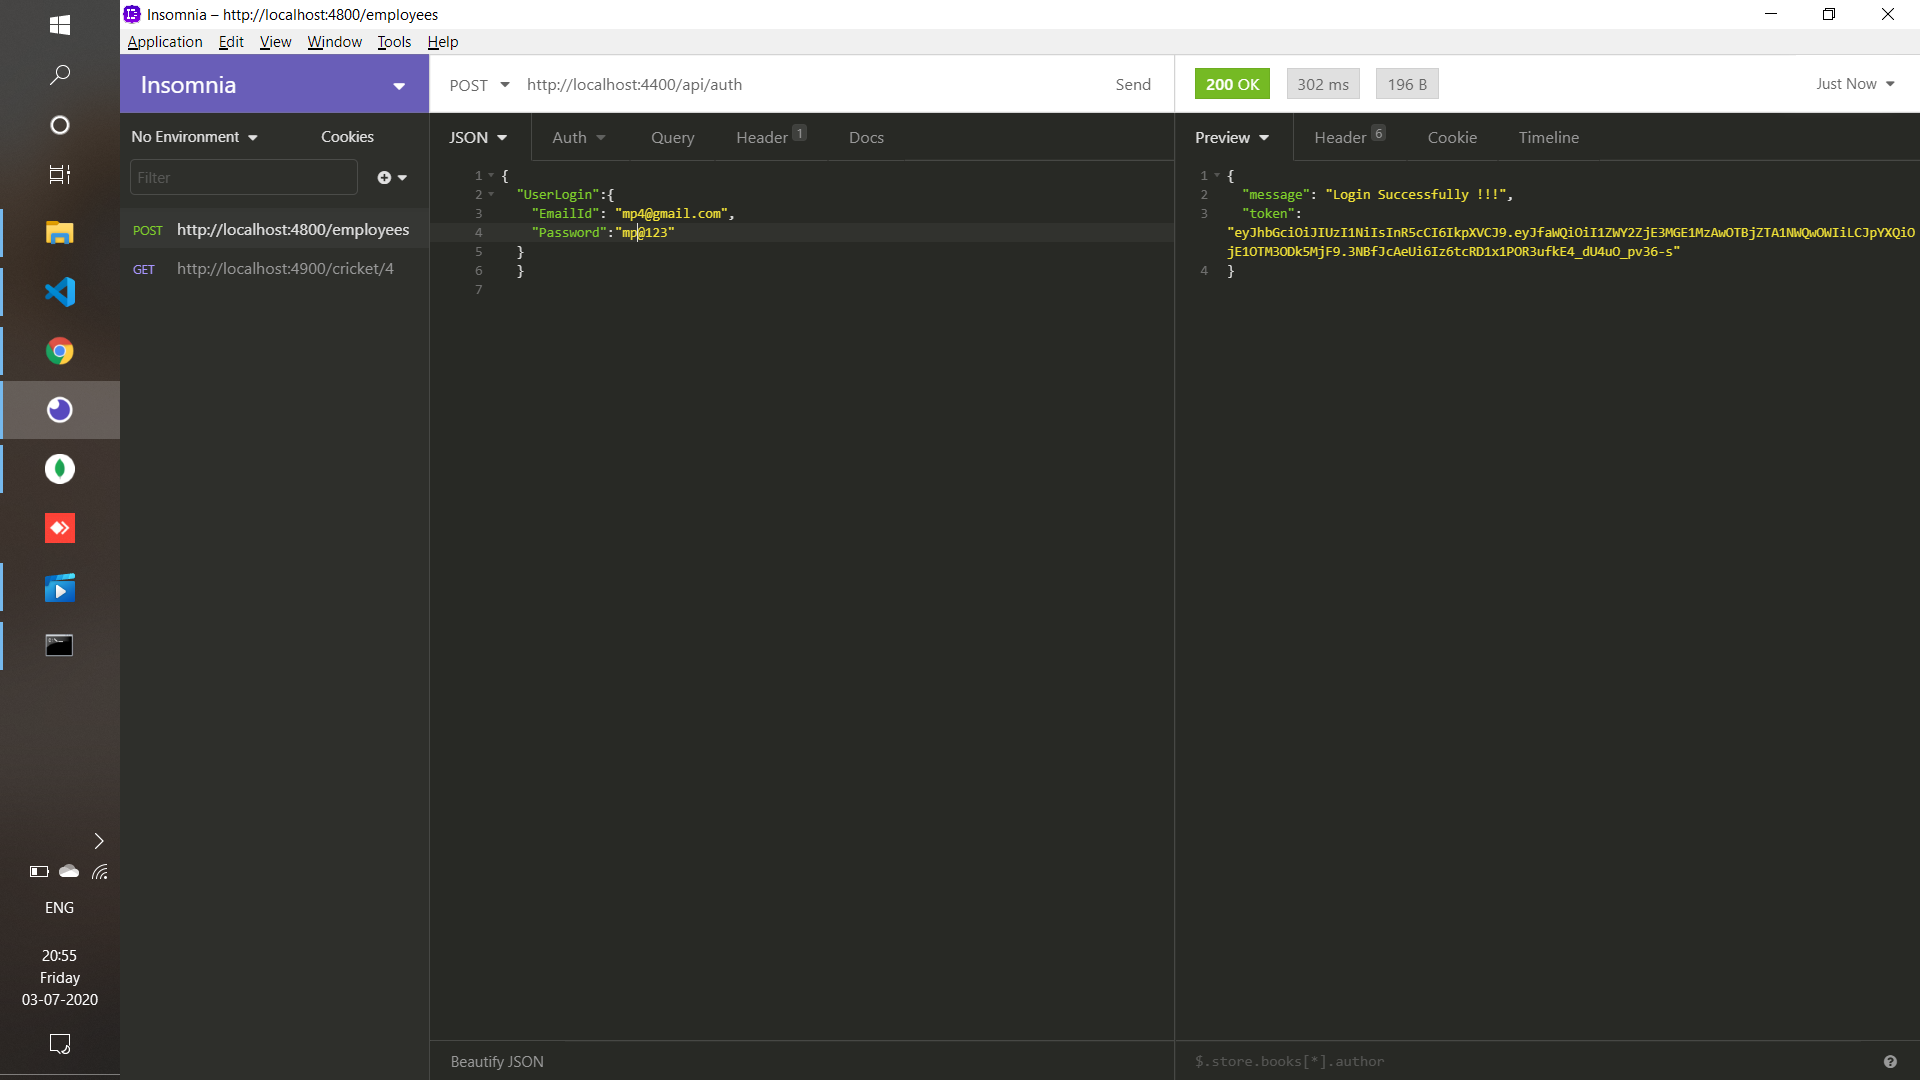 Insomnia – http://localhost:4800/employees
Application Edit View Window Tools Help
Insomnia
POST http://localhost:4400/api/auth Send
200 OK 302 ms 196 B Just Now
No Environment Cookies
JSON Auth Query Header 1 Docs
Preview Header 6 Cookie Timeline
Filter
POST http://localhost:4800/employees
GET http://localhost:4900/cricket/4
1 {
2 "UserLogin":{
3 "EmailId": "mp4@gmail.com",
4 "Password":"mp@123"
5 }
6 }
7
1 {
2 "message": "Login Successfully !!!",
3 "token":
"eyJhbGciOiJIUzI1NiIsInR5cCI6IkpXVCJ9.eyJfaWQiOiI1ZWY2ZjE3MGE1MzAwOTBjZTA1NWQwOWIiLCJpYXQiO
jE1OTM3ODk5MjF9.3NBfJcAeUi6Iz6tcRD1x1POR3ufkE4_dU4uO_pv36-s"
4 }
ENG
20:55
Friday
03-07-2020
Beautify JSON
$.store.books[*].author